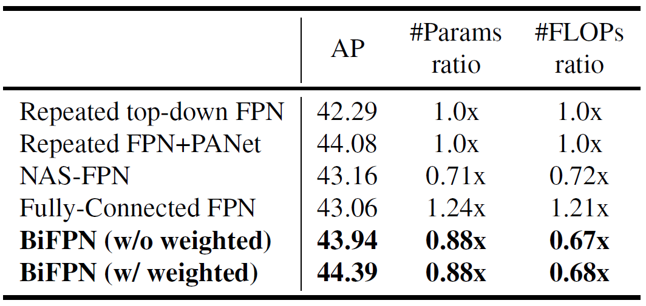 AP #Params ratio #FLOPs ratio
Repeated top-down FPN 42.29 1.0x 1.0x
Repeated FPN+PANet 44.08 1.0x 1.0x
NAS-FPN 43.16 0.71x 0.72x
Fully-Connected FPN 43.06 1.24x 1.21x
BiFPN (w/o weighted) 43.94 0.88x 0.67x
BiFPN (w/ weighted) 44.39 0.88x 0.68x